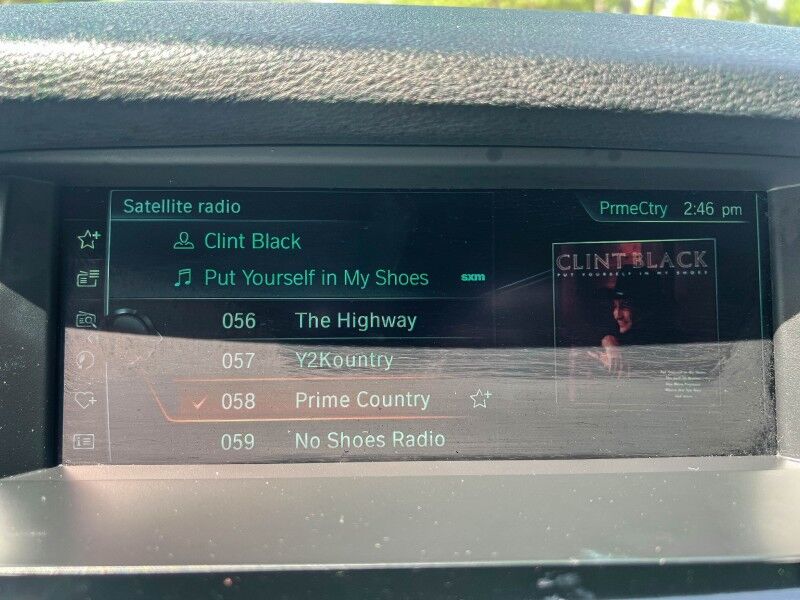 Satellite radio
PrmeCtry 2:46 pm
Clint Black
Put Yourself in My Shoes sxm
056 The Highway
057 Y2Kountry
058 Prime Country
059 No Shoes Radio
CLINT BLACK
PUT YOURSELF IN MY SHOES